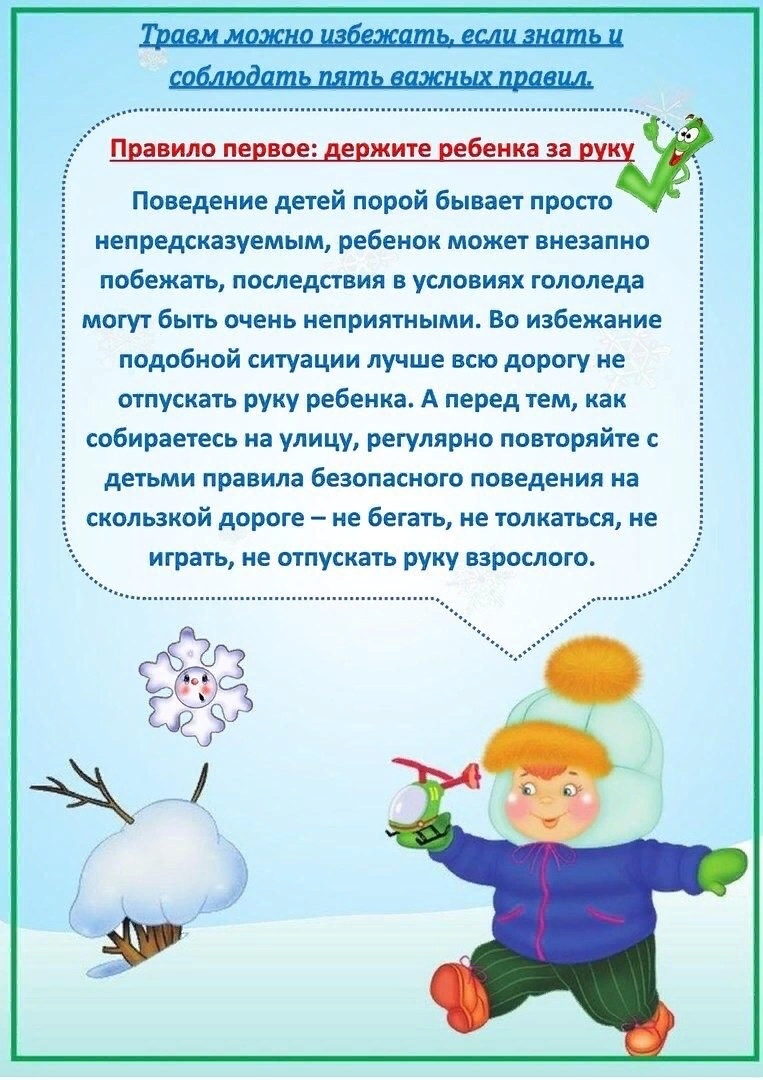 Травм можно избежать, если знать и
соблюдать пять важных правил.
Правило первое: держите ребенка за руку
Поведение детей порой бывает просто
непредсказуемым, ребенок может внезапно
побежать, последствия в условиях гололеда
могут быть очень неприятными. Во избежание
подобной ситуации лучше всю дорогу не
отпускать руку ребенка. А перед тем, как
собираетесь на улицу, регулярно повторяйте с
детьми правила безопасного поведения на
скользкой дороге – не бегать, не толкаться, не
играть, не отпускать руку взрослого.